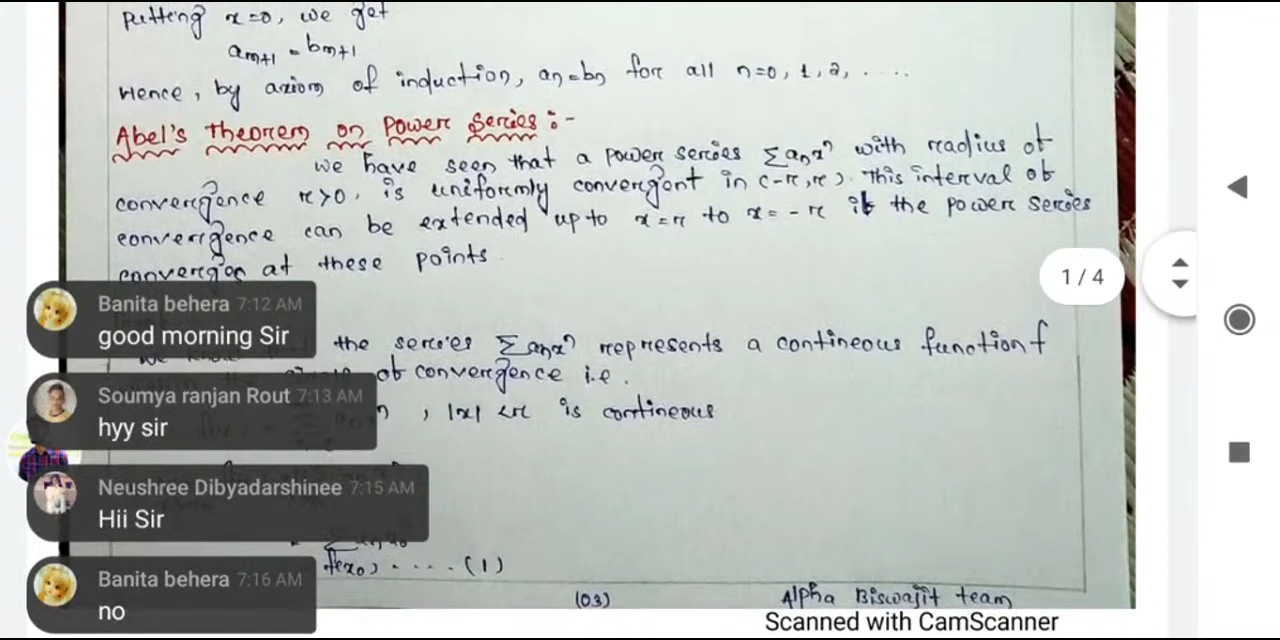 Putting x=0, we get
am+1 = bm+1
Hence, by axiom of induction, an=bn for all n=0, 1, 2, ....
Abel's theorem on Power Series :-
we have seen that a power series Σanxⁿ with radius of
convergence r>0, is uniformly convergent in (-r, r). This interval of
convergence can be extended up to x=r to x=-r if the power series
converges at these points.
1 / 4
Banita behera 7:12 AM
good morning Sir
the series Σanxⁿ represents a contineous function f
of convergence i.e.
Soumya ranjan Rout 7:13 AM
, |x| <r is contineous
hyy sir
Neushree Dibyadarshinee 7:15 AM
Hii Sir
f(x₀) ..... (1)
Banita behera 7:16 AM
no
(03)
Alpha Biswajit team
Scanned with CamScanner